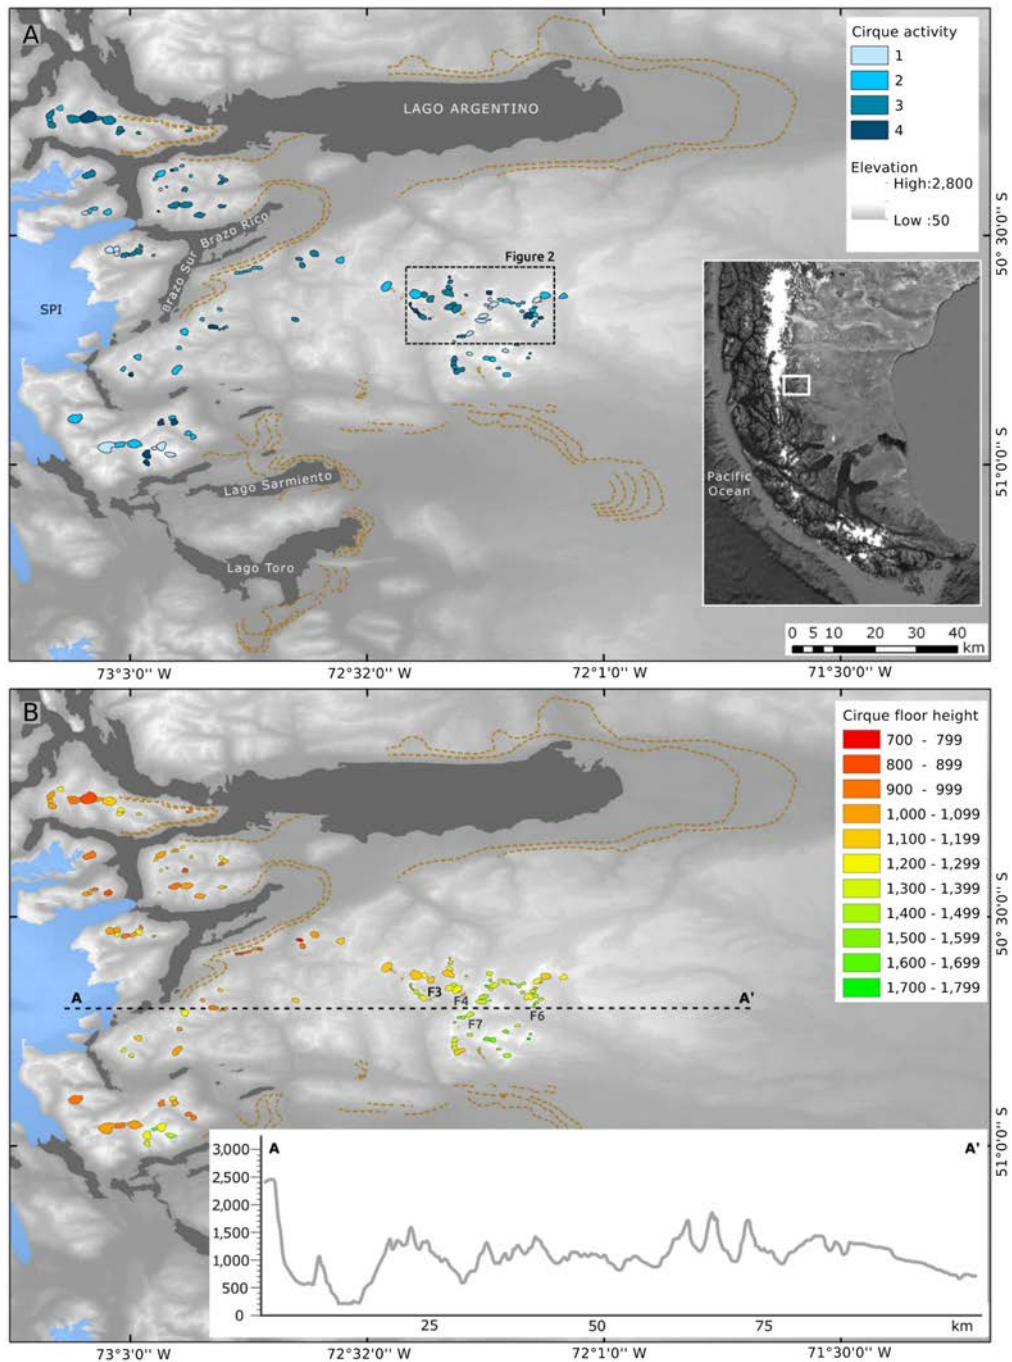 A
Cirque activity
1
2
3
4
Elevation
High:2,800
Low :50
LAGO ARGENTINO
Brazo Rico
Brazo Sur
Figure 2
SPI
Lago Sarmiento
Lago Toro
Pacific
Ocean
0 5 10 20 30 40
km
50° 30'0'' S
51°0'0'' S
73°3'0'' W 72°32'0'' W 72°1'0'' W 71°30'0'' W
B
Cirque floor height
700 - 799
800 - 899
900 - 999
1,000 - 1,099
1,100 - 1,199
1,200 - 1,299
1,300 - 1,399
1,400 - 1,499
1,500 - 1,599
1,600 - 1,699
1,700 - 1,799
F3
F4
F6
F7
A A'
50° 30'0'' S
51°0'0'' S
A A'
3,000
2,500
2,000
1,500
1,000
500
0
25 50 75 km
73°3'0'' W 72°32'0'' W 72°1'0'' W 71°30'0'' W